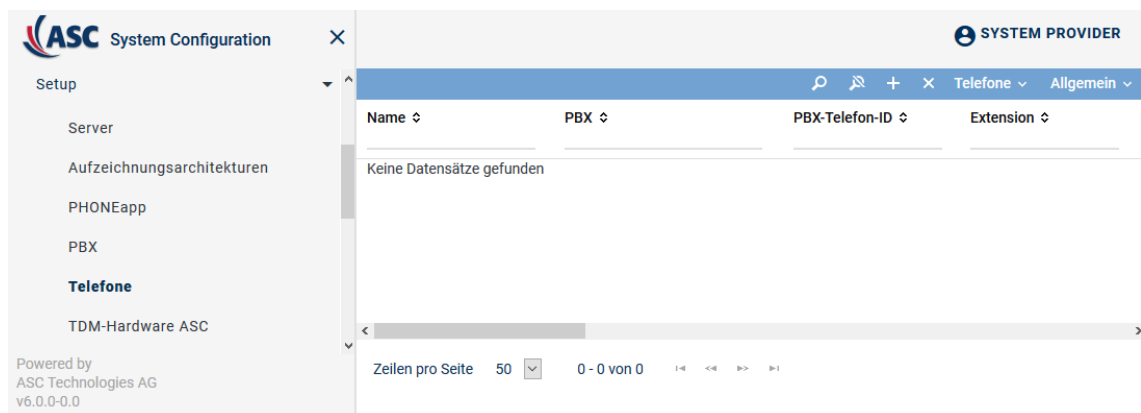 ASC System Configuration
SYSTEM PROVIDER
Setup
Telefone Allgemein
Server
Aufzeichnungsarchitekturen
PHONEapp
PBX
Telefone
TDM-Hardware ASC
Name PBX PBX-Telefon-ID Extension
Keine Datensätze gefunden
Zeilen pro Seite 50 0 - 0 von 0
Powered by
ASC Technologies AG
v6.0.0-0.0